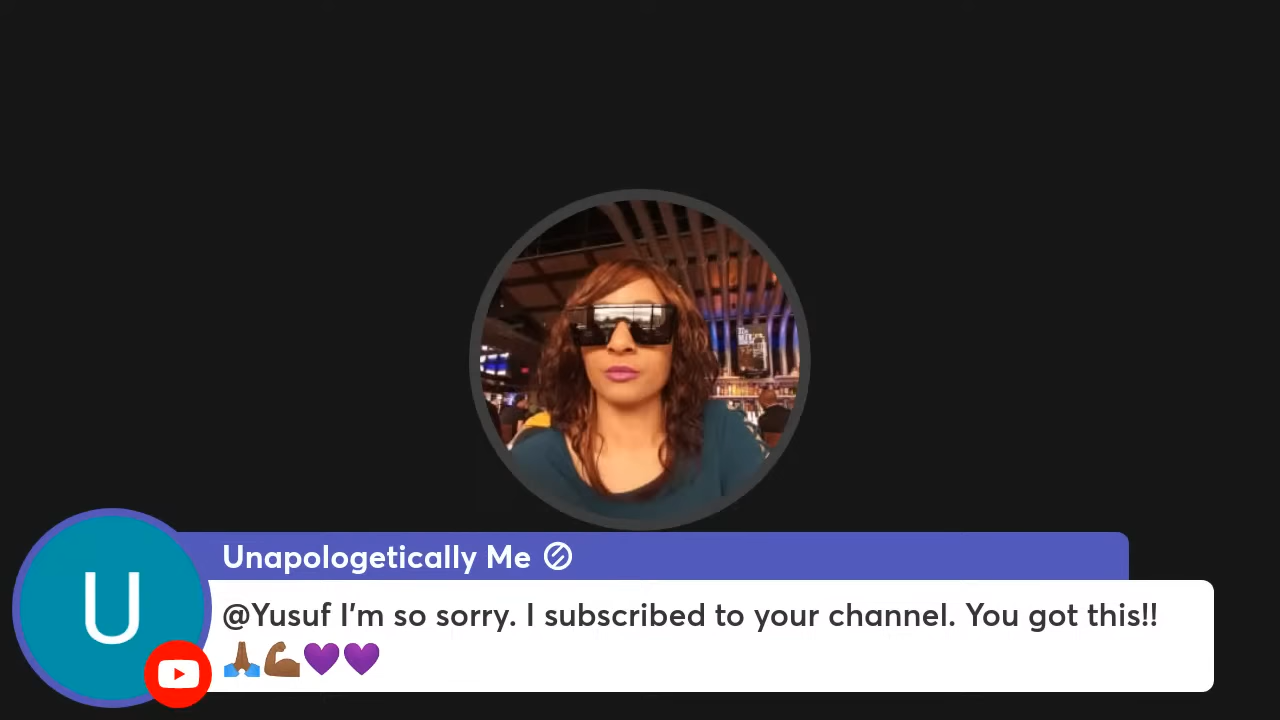 Unapologetically Me
U
@Yusuf I'm so sorry. I subscribed to your channel. You got this!!
🙏🏾💪🏾💜💜